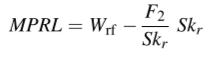 MPRL = W_rf − F_2/Sk_r Sk_r